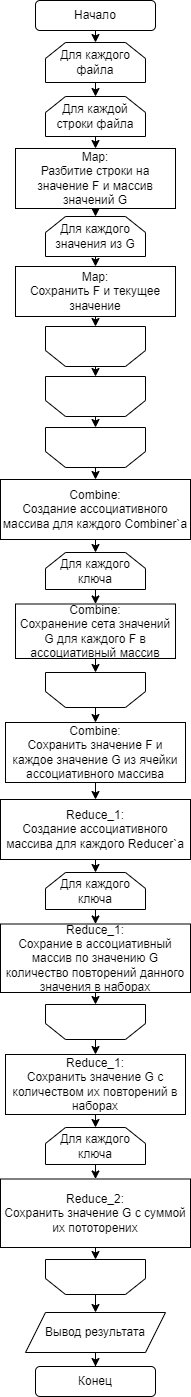 Начало
Для каждого
файла
Для каждой
строки файла
Map:
Разбитие строки на
значение F и массив
значений G
Для каждого
значения из G
Map:
Сохранить F и текущее
значение
Combine:
Создание ассоциативного
массива для каждого Combiner`а
Для каждого
ключа
Combine:
Сохранение сета значений
G для каждого F в
ассоциативный массив
Combine:
Сохранить значение F и
каждое значение G из ячейки
ассоциативного массива
Reduce_1:
Создание ассоциативного
массива для каждого Reducer`а
Для каждого
ключа
Reduce_1:
Сохрание в ассоциативный
массив по значению G
количество повторений данного
значения в наборах
Reduce_1:
Сохранить значение G с
количеством их повторений в
наборах
Для каждого
ключа
Reduce_2:
Сохранить значение G с суммой
их пототорених
Вывод результата
Конец